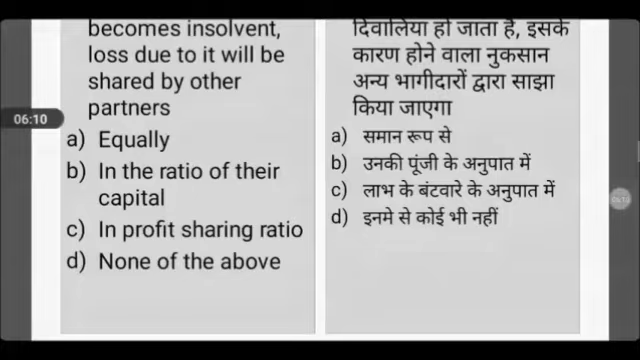 becomes insolvent,
loss due to it will be
shared by other
partners
a) Equally
b) In the ratio of their
capital
c) In profit sharing ratio
d) None of the above
दिवालिया हो जाता है, इसके
कारण होने वाला नुकसान
अन्य भागीदारों द्वारा साझा
किया जाएगा
a) समान रूप से
b) उनकी पूंजी के अनुपात में
c) लाभ के बंटवारे के अनुपात में
d) इनमे से कोई भी नहीं
06:10